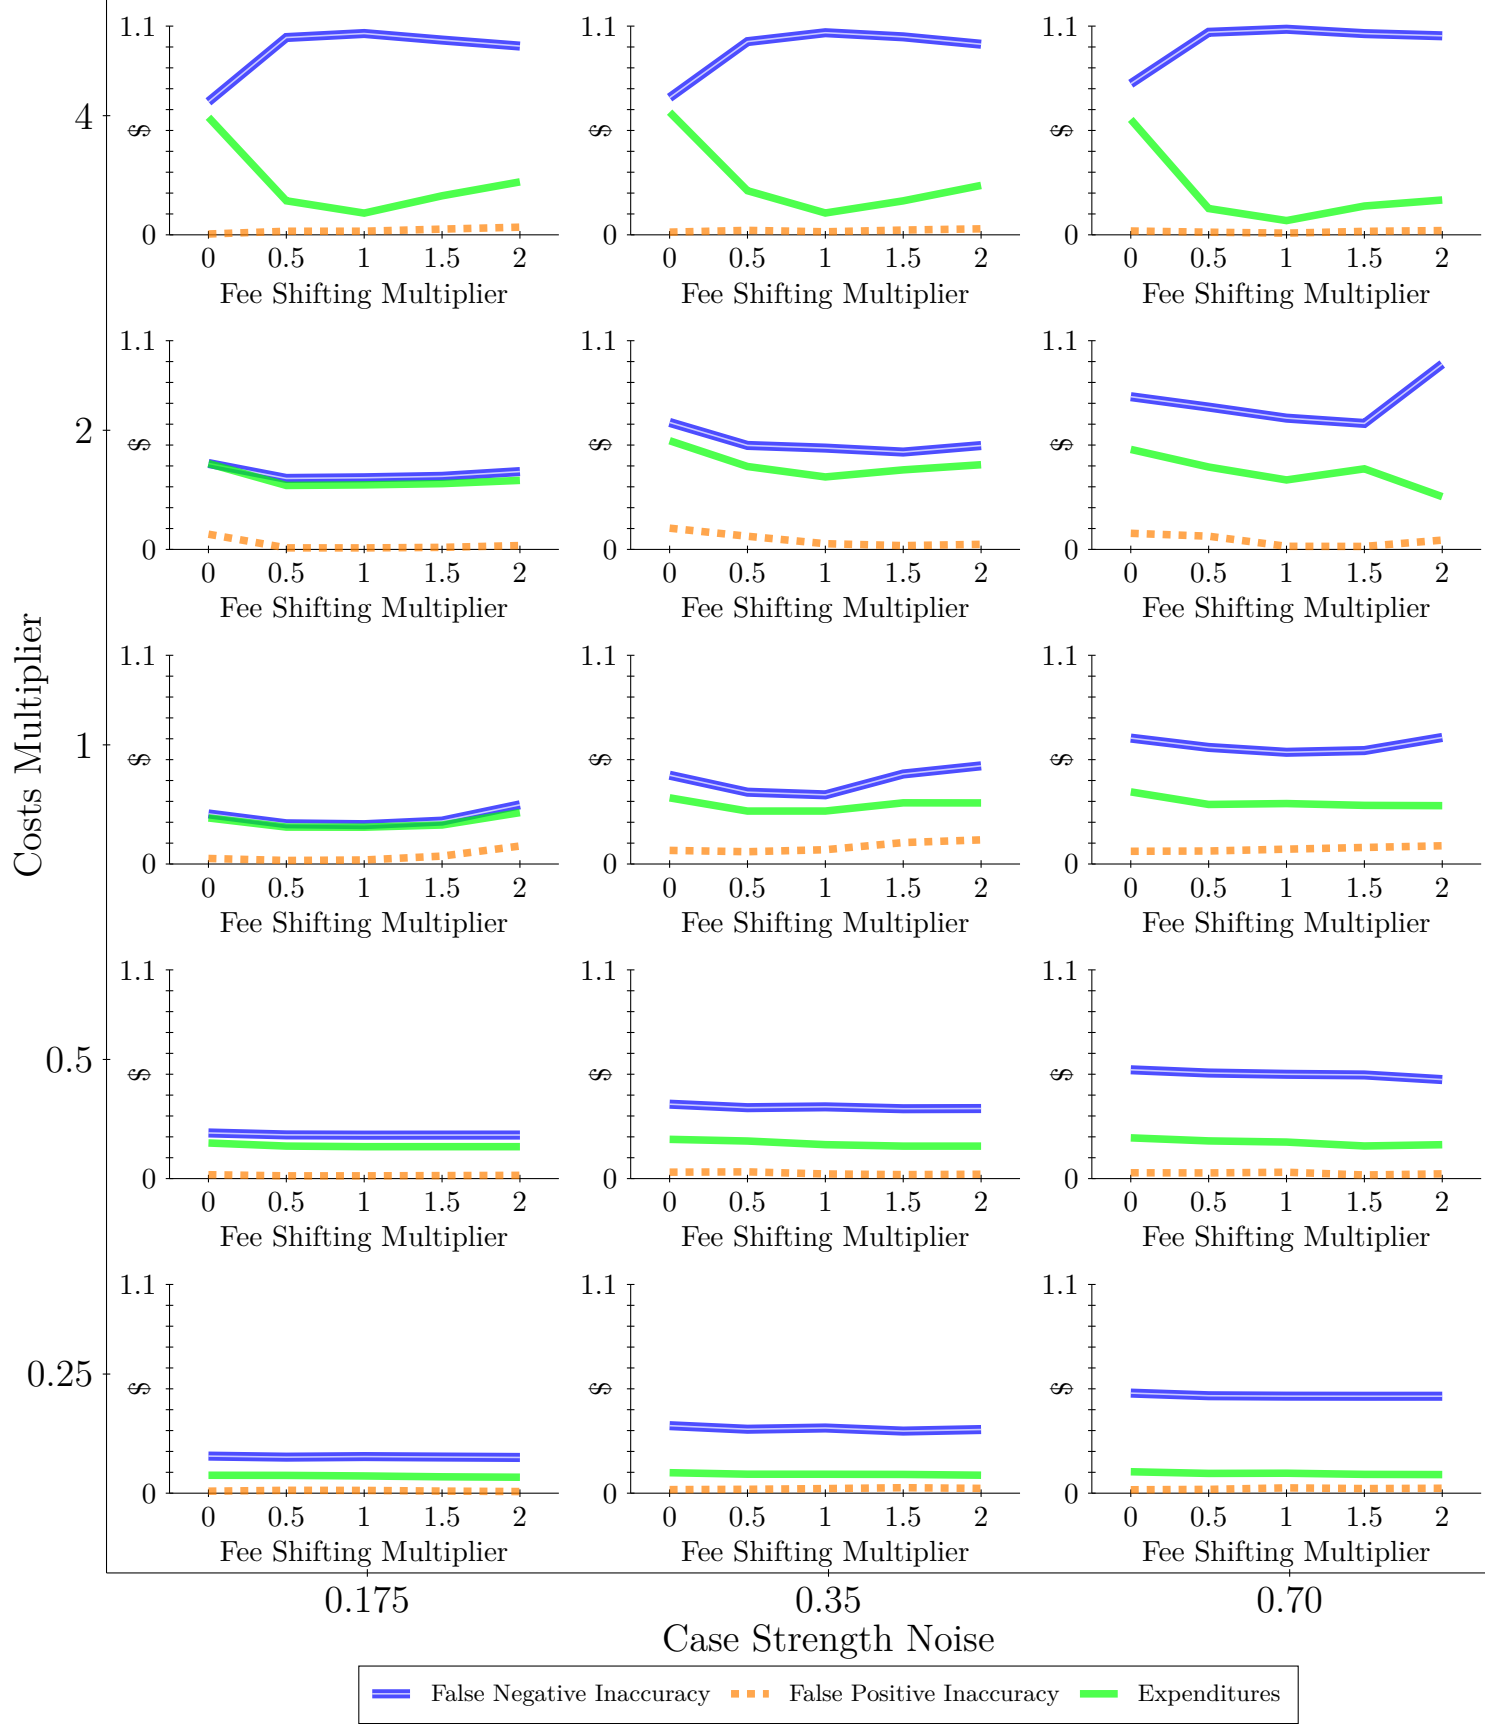 1.1 1.1 1.1
4 $ $ $
0 0 0
0 0.5 1 1.5 2 0 0.5 1 1.5 2 0 0.5 1 1.5 2
Fee Shifting Multiplier Fee Shifting Multiplier Fee Shifting Multiplier
1.1 1.1 1.1
2 $ $ $
0 0 0
0 0.5 1 1.5 2 0 0.5 1 1.5 2 0 0.5 1 1.5 2
Fee Shifting Multiplier Fee Shifting Multiplier Fee Shifting Multiplier
Costs Multiplier
1.1 1.1 1.1
1 $ $ $
0 0 0
0 0.5 1 1.5 2 0 0.5 1 1.5 2 0 0.5 1 1.5 2
Fee Shifting Multiplier Fee Shifting Multiplier Fee Shifting Multiplier
1.1 1.1 1.1
0.5 $ $ $
0 0 0
0 0.5 1 1.5 2 0 0.5 1 1.5 2 0 0.5 1 1.5 2
Fee Shifting Multiplier Fee Shifting Multiplier Fee Shifting Multiplier
1.1 1.1 1.1
0.25 $ $ $
0 0 0
0 0.5 1 1.5 2 0 0.5 1 1.5 2 0 0.5 1 1.5 2
Fee Shifting Multiplier Fee Shifting Multiplier Fee Shifting Multiplier
0.175 0.35 0.70
Case Strength Noise
False Negative Inaccuracy False Positive Inaccuracy Expenditures